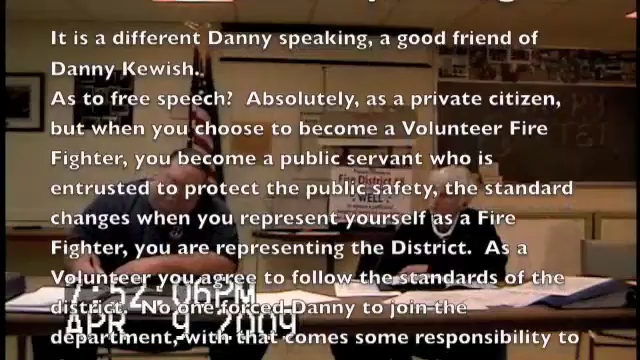 It is a different Danny speaking, a good friend of
Danny Kewish.
As to free speech?  Absolutely, as a private citizen,
but when you choose to become a Volunteer Fire
Fighter, you become a public servant who is
entrusted to protect the public safety, the standard
changes when you represent yourself as a Fire
Fighter, you are representing the District.  As a
Volunteer you agree to follow the standards of the
district.  No one forced Danny to join the
department, with that comes some responsibility to
Fire District
WELL
7:52:06PM
APR. 9 2009